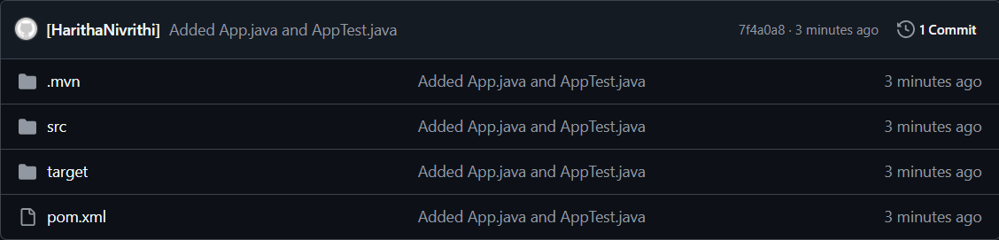 [HarithaNivrithi] Added App.java and AppTest.java 7f4a0a8 · 3 minutes ago 1 Commit
.mvn Added App.java and AppTest.java 3 minutes ago
src Added App.java and AppTest.java 3 minutes ago
target Added App.java and AppTest.java 3 minutes ago
pom.xml Added App.java and AppTest.java 3 minutes ago